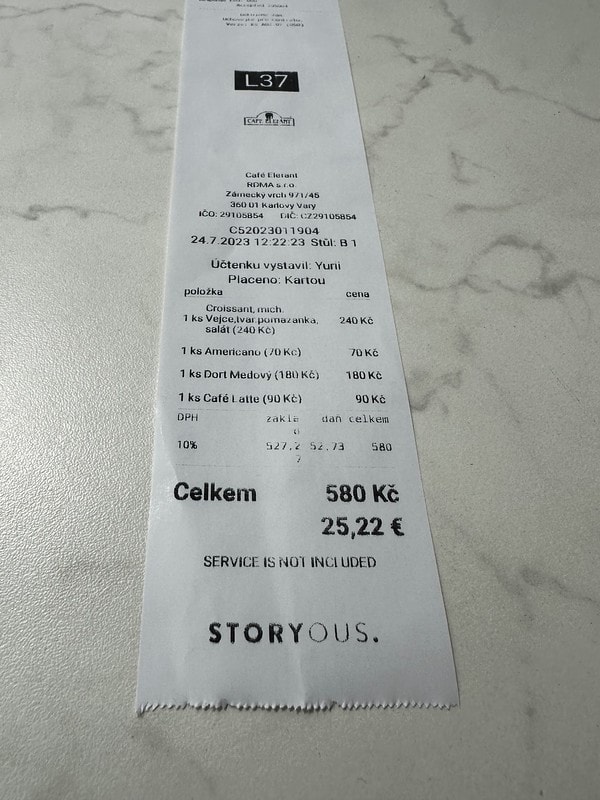 L37
Café Elefant
RDMA s.r.o.
Zámecký vrch 971/45
360 01 Karlovy Vary
IČO: 29105854 DIČ: CZ29105854
C52023011904
24.7.2023 12:22:23 Stůl: B 1
Účtenku vystavil: Yurii
Placeno: Kartou
položka cena
Croissant, mich.
1 ks Vejce,tvar.pomazánka, 240 Kč
salát (240 Kč)
1 ks Americano (70 Kč) 70 Kč
1 ks Dort Medový (180 Kč) 180 Kč
1 ks Café Latte (90 Kč) 90 Kč
DPH zákla daň celkem
d
10% 527,2 52,73 580
7
Celkem 580 Kč
25,22 €
SERVICE IS NOT INCLUDED
STORYOUS.